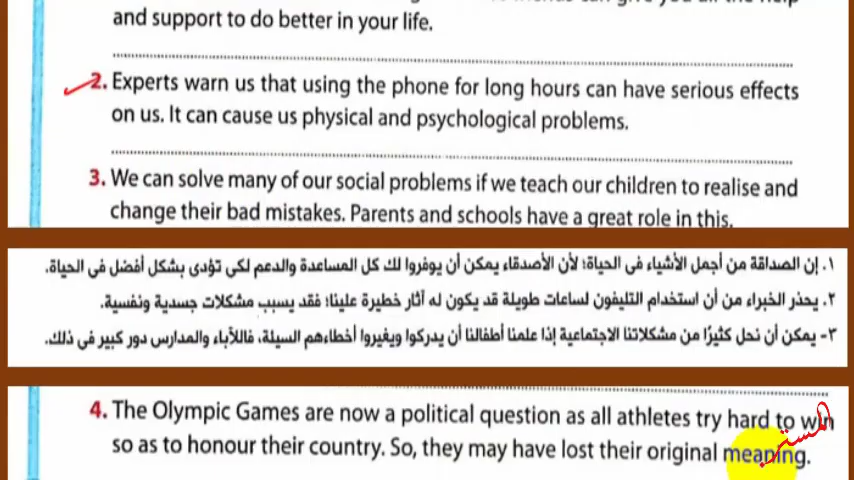 and support to do better in your life.
2. Experts warn us that using the phone for long hours can have serious effects
on us. It can cause us physical and psychological problems.
3. We can solve many of our social problems if we teach our children to realise and
change their bad mistakes. Parents and schools have a great role in this.
١. إن الصداقة من أجمل الأشياء فى الحياة؛ لأن الأصدقاء يمكن أن يوفروا لك كل المساعدة والدعم لكى تؤدى بشكل أفضل فى الحياة.
٢. يحذر الخبراء من أن استخدام التليفون لساعات طويلة قد يكون له آثار خطيرة علينا؛ فقد يسبب مشكلات جسدية ونفسية.
٣- يمكن أن نحل كثيرًا من مشكلاتنا الاجتماعية إذا علمنا أطفالنا أن يدركوا ويغيروا أخطاءهم السيئة، فللآباء والمدارس دور كبير فى ذلك.
4. The Olympic Games are now a political question as all athletes try hard to win
so as to honour their country. So, they may have lost their original meaning.